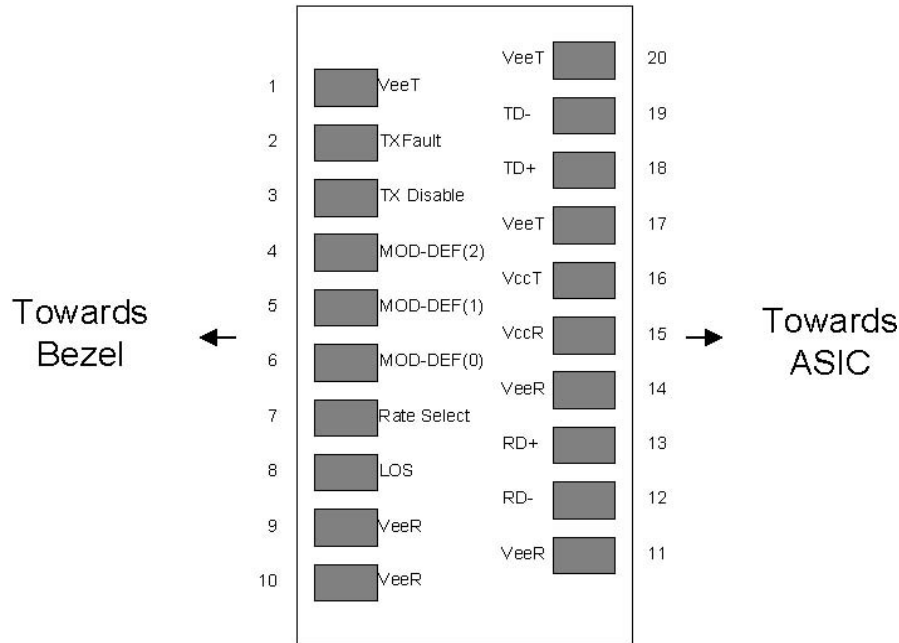 1 VeeT
2 TXFault
3 TX Disable
4 MOD-DEF(2)
5 MOD-DEF(1)
6 MOD-DEF(0)
7 Rate Select
8 LOS
9 VeeR
10 VeeR
VeeT 20
TD- 19
TD+ 18
VeeT 17
VccT 16
VccR 15
VeeR 14
RD+ 13
RD- 12
VeeR 11
Towards
Bezel
Towards
ASIC